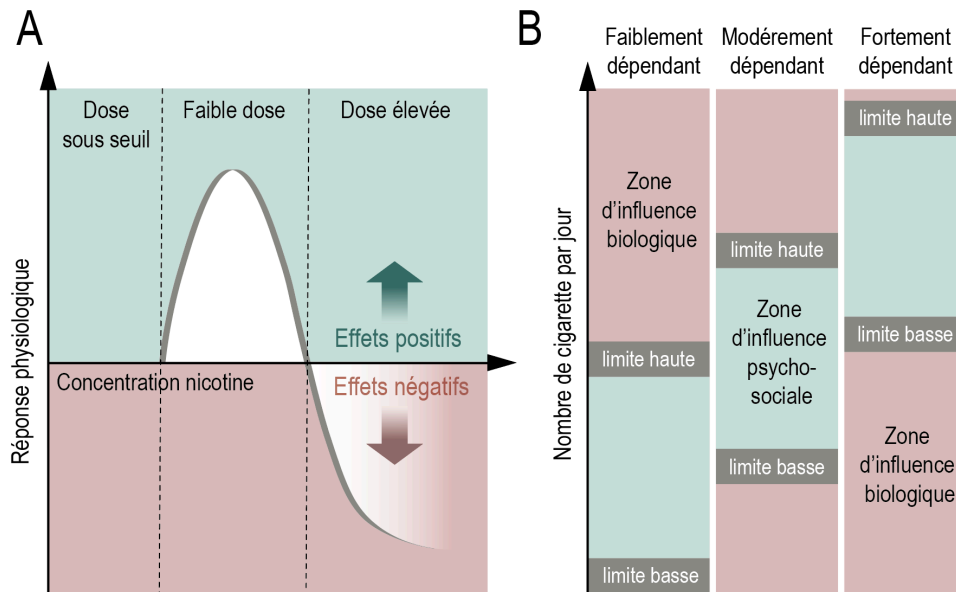 A
Dose
sous seuil
Faible dose
Dose élevée
Réponse physiologique
Effets positifs
Concentration nicotine
Effets négatifs
B
Faiblement
dépendant
Modérement
dépendant
Fortement
dépendant
Nombre de cigarette par jour
Zone
d’influence
biologique
limite haute
limite basse
limite haute
Zone
d’influence
psycho-
sociale
limite basse
limite haute
limite basse
Zone
d’influence
biologique